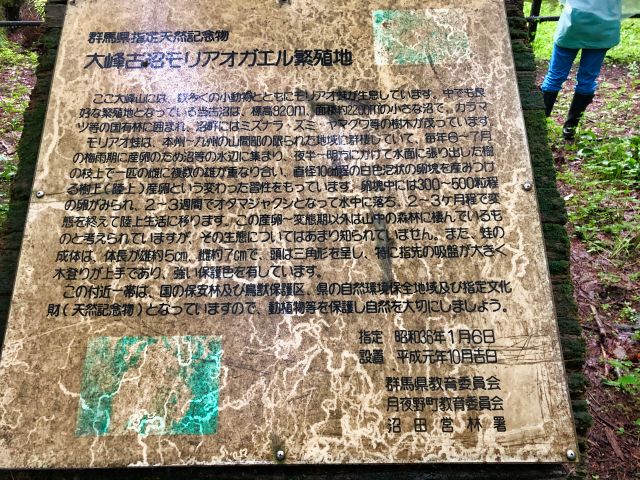 群馬県指定天然記念物
大峰古沼モリアオガエル繁殖地
ここ大峰山には、数多くの小動物とともにモリアオ蛙が生息しています。中でも良
好な繁殖地となっている当古沼は、標高920m、面積約2200㎡の小さな沼で、カラマ
ツ等の国有林に囲まれ、沼畔にはミズナラ・ズミ・ヤマグワ等の樹木が茂っています。
モリアオ蛙は、本州〜九州の山間部の限られた地域に群棲していて、毎年6〜7月
の梅雨期に産卵のため沼等の水辺に集まり、夜半〜明方にかけて水面に張り出した樹
の枝上で一匹の雌に複数の雄が重なり合い、直径100㎜程の白色泡状の卵塊を産みつけ
る樹上(陸上)産卵という変わった習性をもっています。卵塊中には300〜500粒程
の卵がみられ、2〜3週間でオタマジャクシとなって水中に落ち、2〜3ヶ月程で変
態を終えて陸上生活に移ります。この産卵〜変態期以外は山中の森林に棲んでいるも
のと考えられていますが、その生態についてはあまり知られていません。また、蛙の
成体は、体長が雄約5㎝、雌約7㎝で、頭は三角形を呈し、特に指先の吸盤が大きく
木登りが上手であり、強い保護色を有しています。
この付近一帯は、国の保安林及び鳥獣保護区、県の自然環境保全地域及び指定文化
財(天然記念物)となっていますので、動植物等を保護し自然を大切にしましょう。
指定 昭和36年1月6日
設置 平成元年10月吉日
群馬県教育委員会
月夜野町教育委員会
沼田営林署